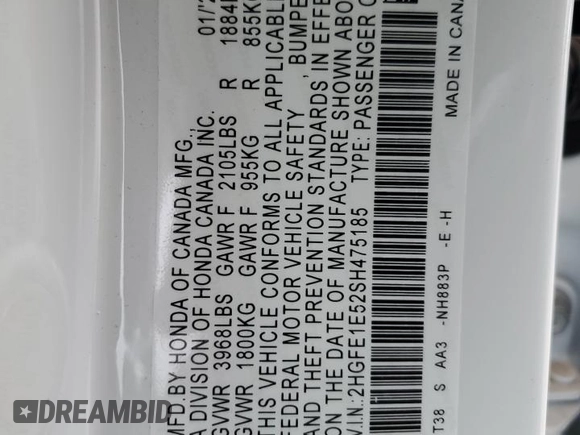 MFD.BY HONDA OF CANADA MFG., 01/
A DIVISION OF HONDA CANADA INC.
GVWR 3968LBS GAWR F 2105LBS R 1884
GVWR 1800KG GAWR F 955KG R 855KG
THIS VEHICLE CONFORMS TO ALL APPLICABLE
FEDERAL MOTOR VEHICLE SAFETY , BUMPE
AND THEFT PREVENTION STANDARDS IN EFFE
ON THE DATE OF MANUFACTURE SHOWN ABO
V.I.N.:2HGFE1E52SH475185 TYPE: PASSENGER C
T38 S AA3 -NH883P -E -H MADE IN CANA
DREAMBID